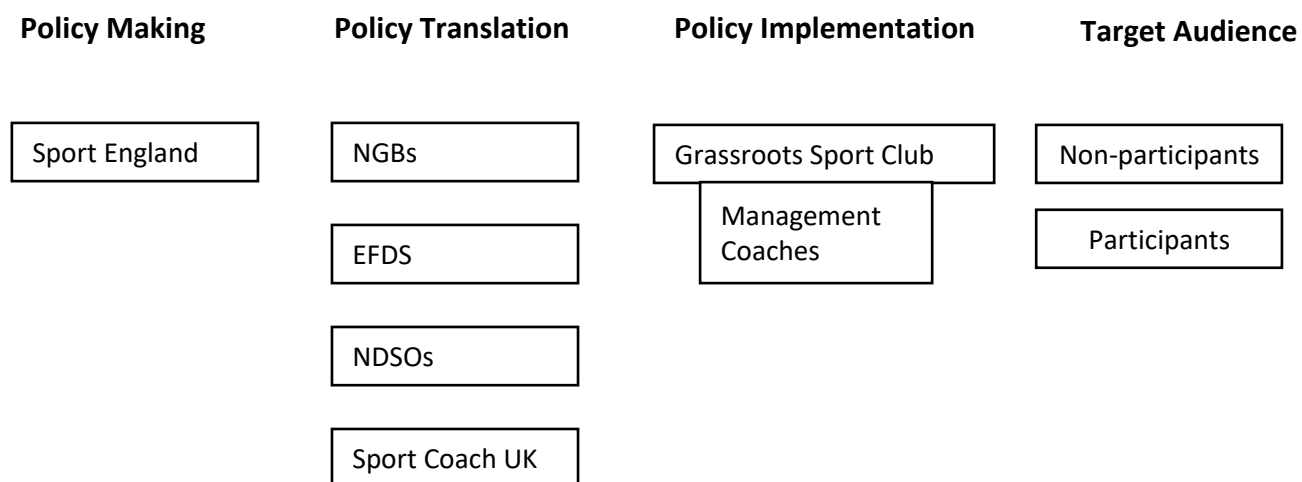 Policy Making
Policy Translation
Policy Implementation
Target Audience
Sport England
NGBs
EFDS
NDSOs
Sport Coach UK
Grassroots Sport Club
Management
Coaches
Non-participants
Participants